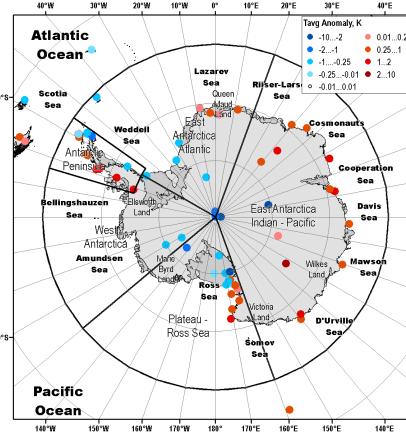 40°W 30°W 20°W 10°W 0°E 10°E 20°E 30°E 40°E
Tavg Anomaly, K
-10...-2
-2...-1
-1...-0.25
-0.25...-0.01
-0.01...0.01
0.01...0.2
0.25...1
1...2
2...10
Atlantic
Ocean
Scotia
Sea
Weddell
Sea
Lazarev
Sea
Queen
Maud
Land
Riiser-Lars
Sea
Cosmonauts
Sea
Cooperation
Sea
Davis
Sea
Mawson
Sea
D'Urville
Sea
Somov
Sea
Ross
Sea
Amundsen
Sea
Bellingshauzen
Sea
Antarctic
Peninsula
Ellsworth
Land
West
Antarctica
Marie
Byrd
Land
East
Antarctica
Atlantic
East Antarctica
Indian - Pacific
Wilkes
Land
Victoria
Land
Plateau -
Ross Sea
Pacific
Ocean
°S
°S
140°W 150°W 160°W 170°W 180°W 170°E 160°E 150°E 140°E